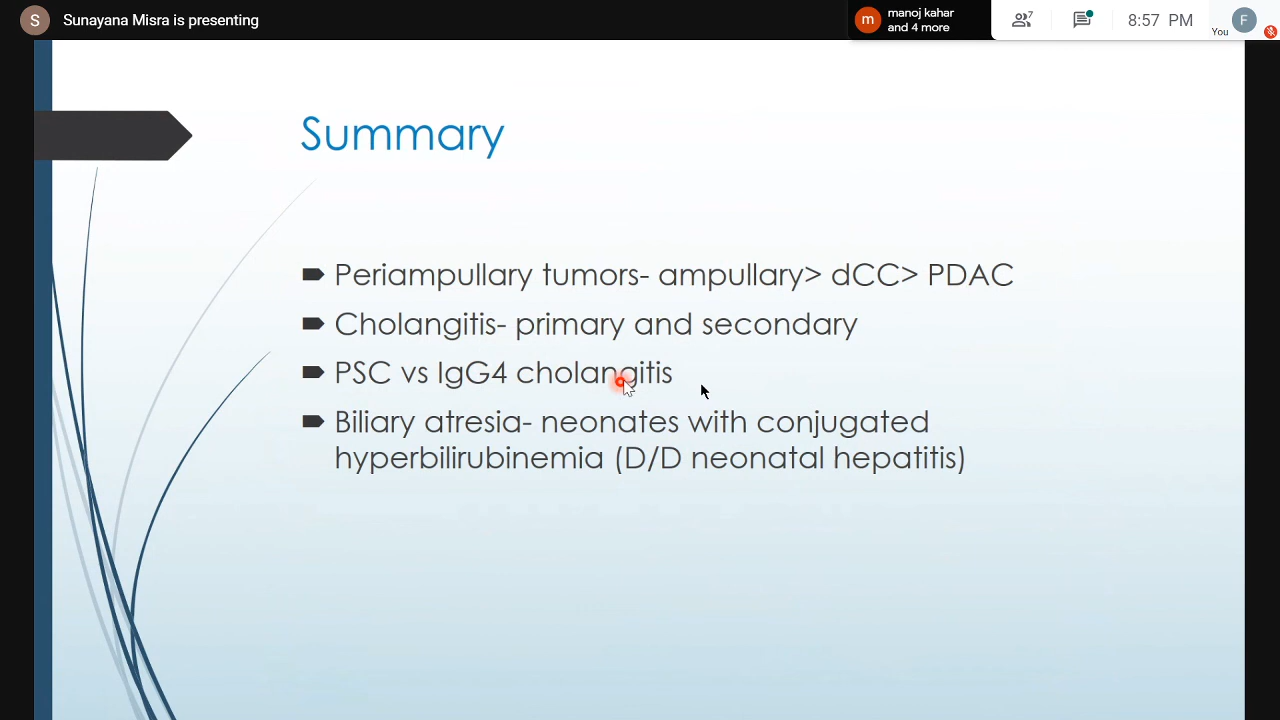 S
Sunayana Misra is presenting
m
manoj kahar
and 4 more
7
8:57 PM
You
F
Summary
Periampullary tumors- ampullary> dCC> PDAC
Cholangitis- primary and secondary
PSC vs IgG4 cholangitis
Biliary atresia- neonates with conjugated
hyperbilirubinemia (D/D neonatal hepatitis)